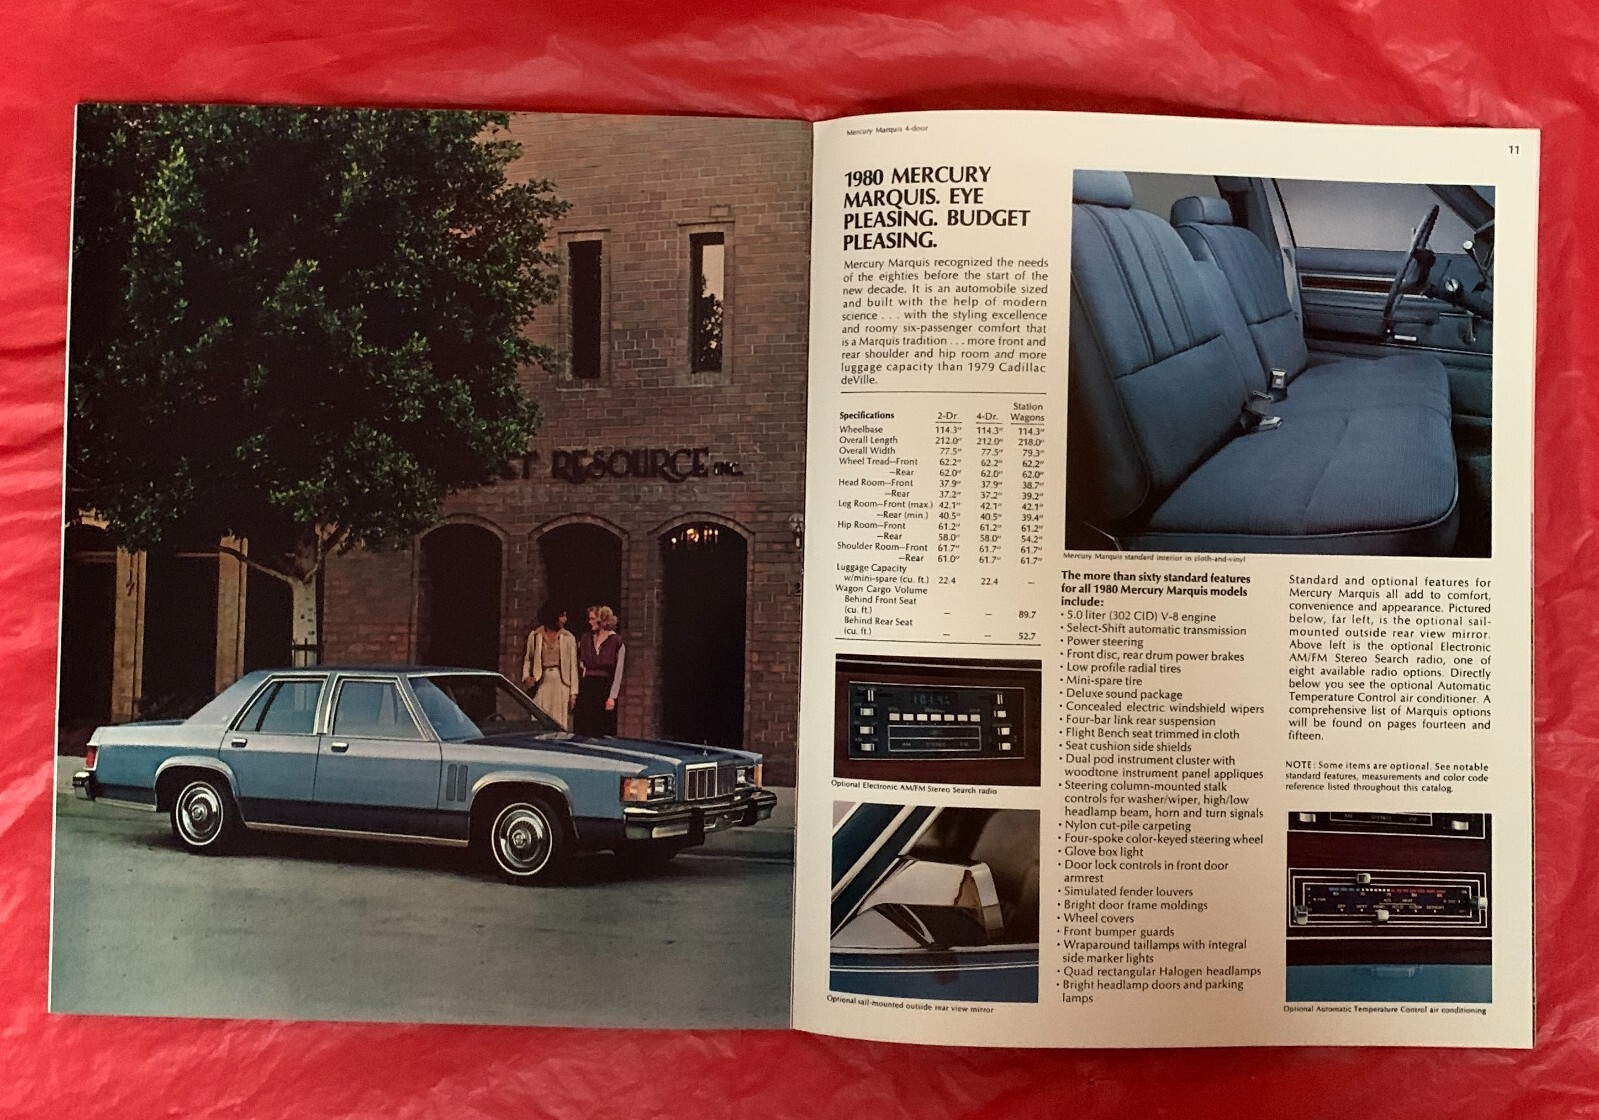 T RESOURCE INC.
Mercury Marquis 4-door
11
1980 MERCURY
MARQUIS. EYE
PLEASING. BUDGET
PLEASING.
Mercury Marquis recognized the needs
of the eighties before the start of the
new decade. It is an automobile sized
and built with the help of modern
science . . . with the styling excellence
and roomy six-passenger comfort that
is a Marquis tradition . . . more front and
rear shoulder and hip room and more
luggage capacity than 1979 Cadillac
deVille.
Station
Specifications 2-Dr. 4-Dr. Wagons
Wheelbase 114.3" 114.3" 114.3"
Overall Length 212.0" 212.0" 218.0"
Overall Width 77.5" 77.5" 79.3"
Wheel Tread—Front 62.2" 62.2" 62.2"
—Rear 62.0" 62.0" 62.0"
Head Room—Front 37.9" 37.9" 38.7"
—Rear 37.2" 37.2" 39.2"
Leg Room—Front (max.) 42.1" 42.1" 42.1"
—Rear (min.) 40.5" 40.5" 39.4"
Hip Room—Front 61.2" 61.2" 61.2"
—Rear 58.0" 58.0" 54.2"
Shoulder Room—Front 61.7" 61.7" 61.7"
—Rear 61.0" 61.7" 61.7"
Luggage Capacity
w/mini-spare (cu. ft.) 22.4 22.4 –
Wagon Cargo Volume
Behind Front Seat
(cu. ft.) – – 89.7
Behind Rear Seat
(cu. ft.) – – 52.7
Optional Electronic AM/FM Stereo Search radio
Optional sail-mounted outside rear view mirror
Mercury Marquis standard interior in cloth-and-vinyl
The more than sixty standard features
for all 1980 Mercury Marquis models
include:
• 5.0 liter (302 CID) V-8 engine
• Select-Shift automatic transmission
• Power steering
• Front disc, rear drum power brakes
• Low profile radial tires
• Mini-spare tire
• Deluxe sound package
• Concealed electric windshield wipers
• Four-bar link rear suspension
• Flight Bench seat trimmed in cloth
• Seat cushion side shields
• Dual pod instrument cluster with
woodtone instrument panel appliques
• Steering column-mounted stalk
controls for washer/wiper, high/low
headlamp beam, horn and turn signals
• Nylon cut-pile carpeting
• Four-spoke color-keyed steering wheel
• Glove box light
• Door lock controls in front door
armrest
• Simulated fender louvers
• Bright door frame moldings
• Wheel covers
• Front bumper guards
• Wraparound taillamps with integral
side marker lights
• Quad rectangular Halogen headlamps
• Bright headlamp doors and parking
lamps
Standard and optional features for
Mercury Marquis all add to comfort,
convenience and appearance. Pictured
below, far left, is the optional sail-
mounted outside rear view mirror.
Above left is the optional Electronic
AM/FM Stereo Search radio, one of
eight available radio options. Directly
below you see the optional Automatic
Temperature Control air conditioner. A
comprehensive list of Marquis options
will be found on pages fourteen and
fifteen.
NOTE: Some items are optional. See notable
standard features, measurements and color code
reference listed throughout this catalog.
Optional Automatic Temperature Control air conditioning